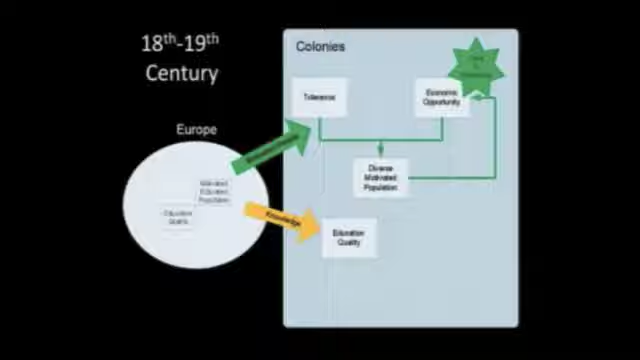 18th-19th
Century
Europe
Motivated
Educated
Population
Education
Quality
Knowledge
Colonies
Tolerance
Economic
Opportunity
Diverse
Motivated
Population
Education
Quality